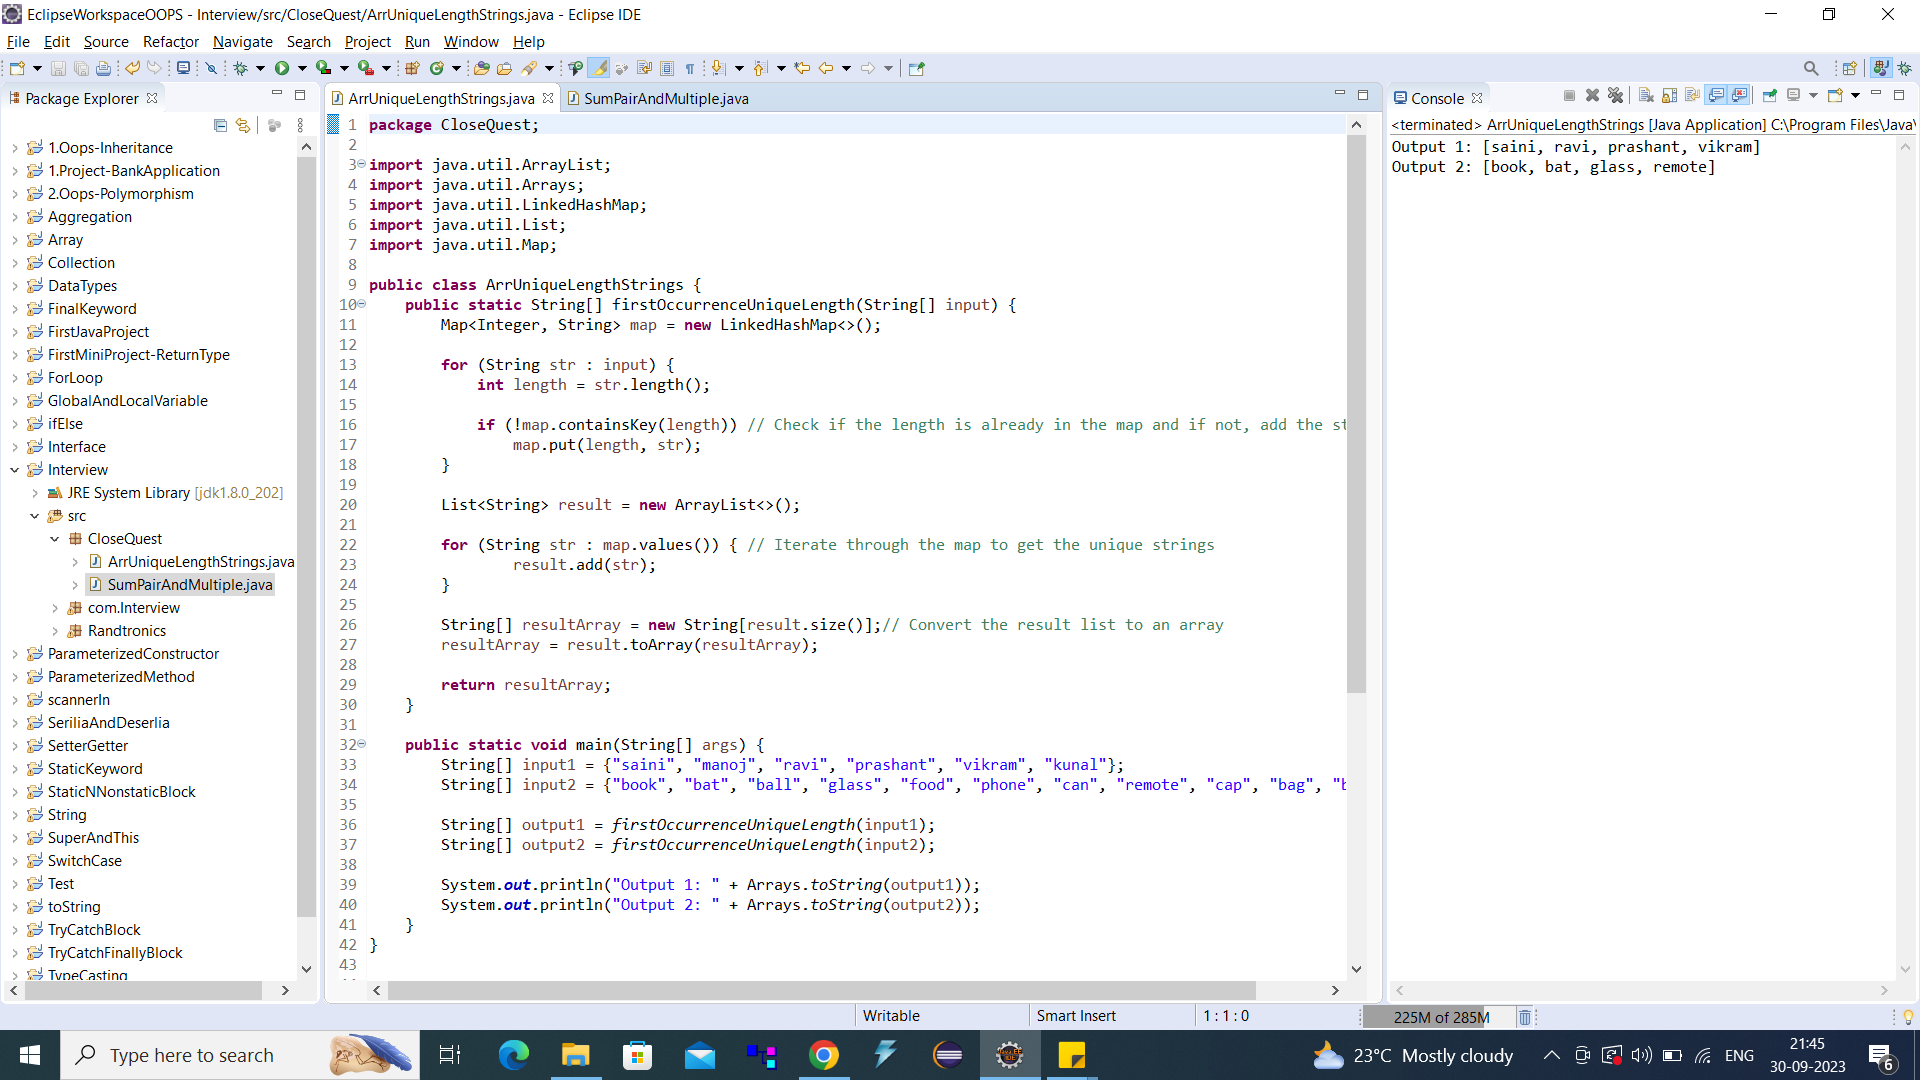 EclipseWorkspaceOOPS - Interview/src/CloseQuest/ArrUniqueLengthStrings.java - Eclipse IDE
File Edit Source Refactor Navigate Search Project Run Window Help
Package Explorer
1.Oops-Inheritance
1.Project-BankApplication
2.Oops-Polymorphism
Aggregation
Array
Collection
DataTypes
FinalKeyword
FirstJavaProject
FirstMiniProject-ReturnType
ForLoop
GlobalAndLocalVariable
ifElse
Interface
Interview
JRE System Library [jdk1.8.0_202]
src
CloseQuest
ArrUniqueLengthStrings.java
SumPairAndMultiple.java
com.Interview
Randtronics
ParameterizedConstructor
ParameterizedMethod
scannerIn
SeriliaAndDeserlia
SetterGetter
StaticKeyword
StaticNNonstaticBlock
String
SuperAndThis
SwitchCase
Test
toString
TryCatchBlock
TryCatchFinallyBlock
TypeCasting
ArrUniqueLengthStrings.java SumPairAndMultiple.java
1 package CloseQuest;
2
3 import java.util.ArrayList;
4 import java.util.Arrays;
5 import java.util.LinkedHashMap;
6 import java.util.List;
7 import java.util.Map;
8
9 public class ArrUniqueLengthStrings {
10 public static String[] firstOccurrenceUniqueLength(String[] input) {
11 Map<Integer, String> map = new LinkedHashMap<>();
12
13 for (String str : input) {
14 int length = str.length();
15
16 if (!map.containsKey(length)) // Check if the length is already in the map and if not, add the st
17 map.put(length, str);
18 }
19
20 List<String> result = new ArrayList<>();
21
22 for (String str : map.values()) { // Iterate through the map to get the unique strings
23 result.add(str);
24 }
25
26 String[] resultArray = new String[result.size()];// Convert the result list to an array
27 resultArray = result.toArray(resultArray);
28
29 return resultArray;
30 }
31
32 public static void main(String[] args) {
33 String[] input1 = {"saini", "manoj", "ravi", "prashant", "vikram", "kunal"};
34 String[] input2 = {"book", "bat", "ball", "glass", "food", "phone", "can", "remote", "cap", "bag", "b
35
36 String[] output1 = firstOccurrenceUniqueLength(input1);
37 String[] output2 = firstOccurrenceUniqueLength(input2);
38
39 System.out.println("Output 1: " + Arrays.toString(output1));
40 System.out.println("Output 2: " + Arrays.toString(output2));
41 }
42 }
43
Console
<terminated> ArrUniqueLengthStrings [Java Application] C:\Program Files\Java\
Output 1: [saini, ravi, prashant, vikram]
Output 2: [book, bat, glass, remote]
Writable Smart Insert 1 : 1 : 0 225M of 285M
Type here to search
23°C Mostly cloudy
ENG
21:45
30-09-2023
6